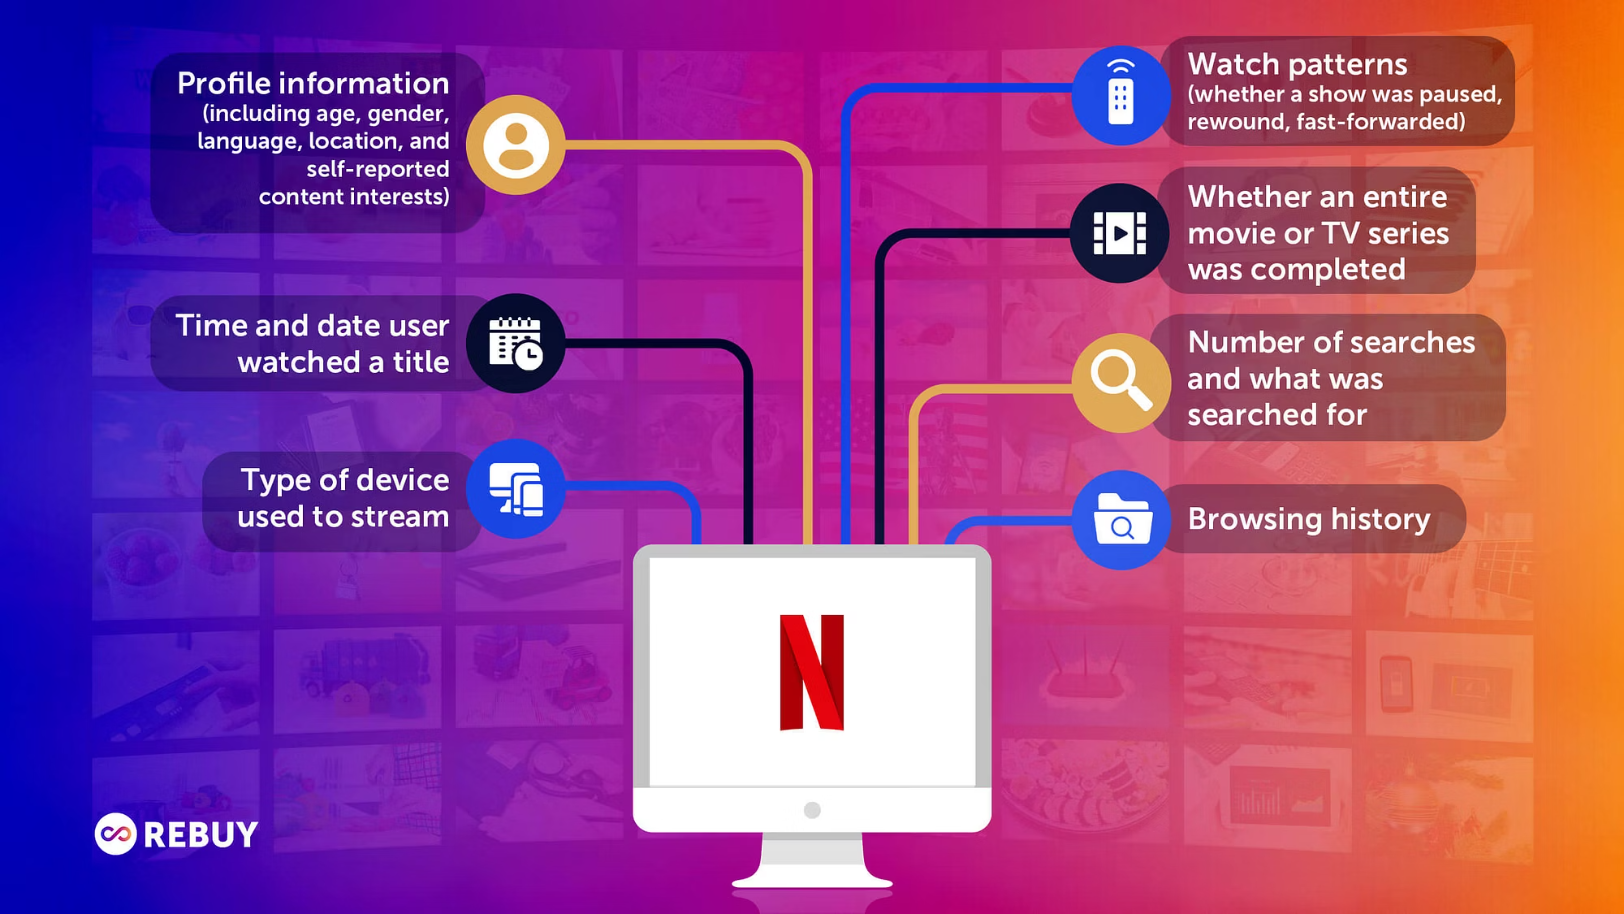 Profile information
(including age, gender,
language, location, and
self-reported
content interests)
Time and date user
watched a title
Type of device
used to stream
Watch patterns
(whether a show was paused,
rewound, fast-forwarded)
Whether an entire
movie or TV series
was completed
Number of searches
and what was
searched for
Browsing history
N
REBUY